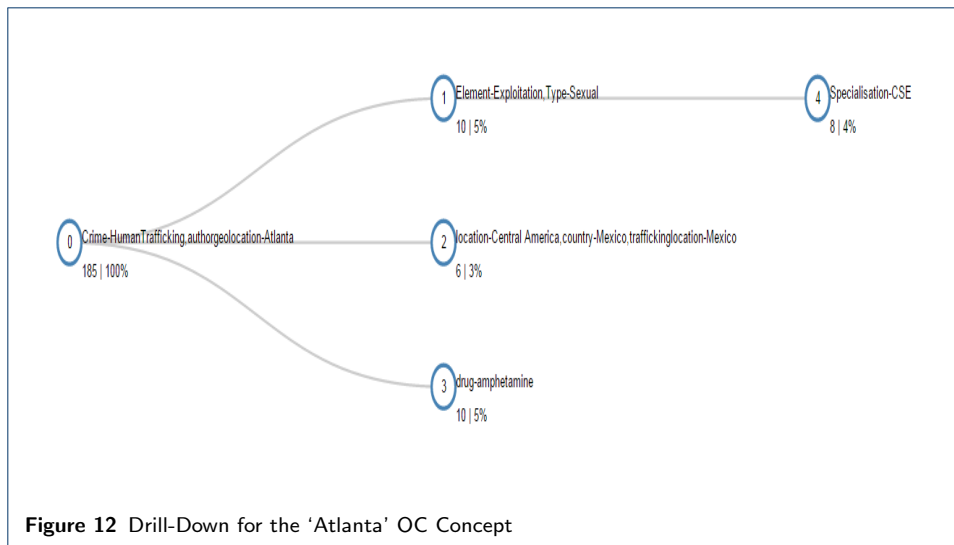 1
Element-Exploitation,Type-Sexual
10 | 5%
4
Specialisation-CSE
8 | 4%
0
Crime-HumanTrafficking,authorgeolocation-Atlanta
185 | 100%
2
location-Central America,country-Mexico,traffickinglocation-Mexico
6 | 3%
3
drug-amphetamine
10 | 5%
Figure 12 Drill-Down for the ‘Atlanta’ OC Concept